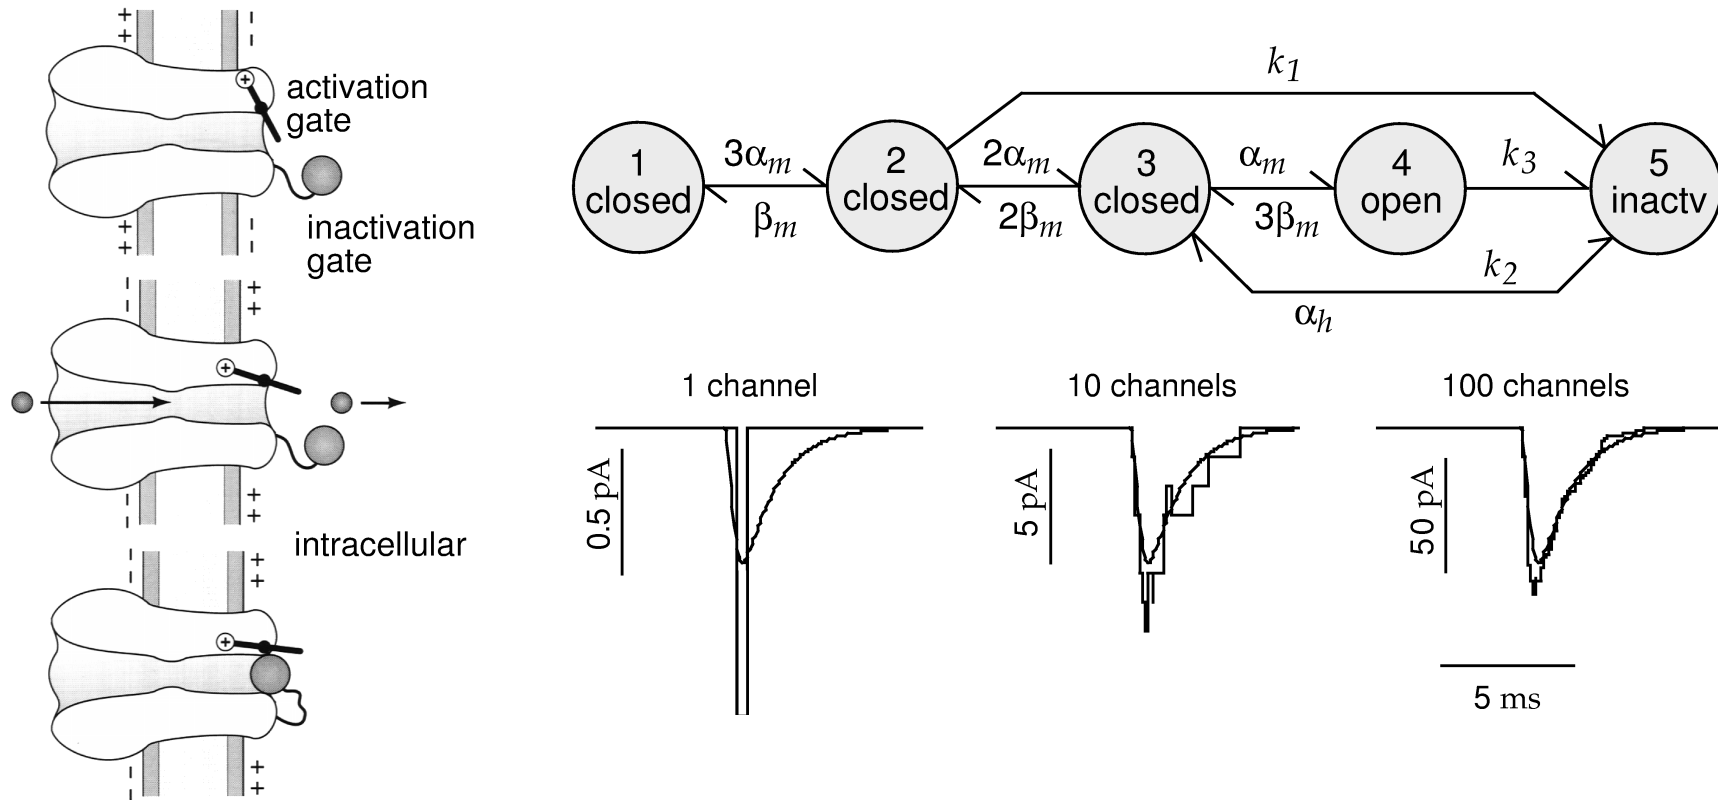 activation
gate
inactivation
gate
intracellular
k1
1
closed
3αm
βm
2
closed
2αm
2βm
3
closed
αm
3βm
4
open
k3
5
inactv
k2
αh
1 channel
10 channels
100 channels
0.5 pA
5 pA
50 pA
5 ms